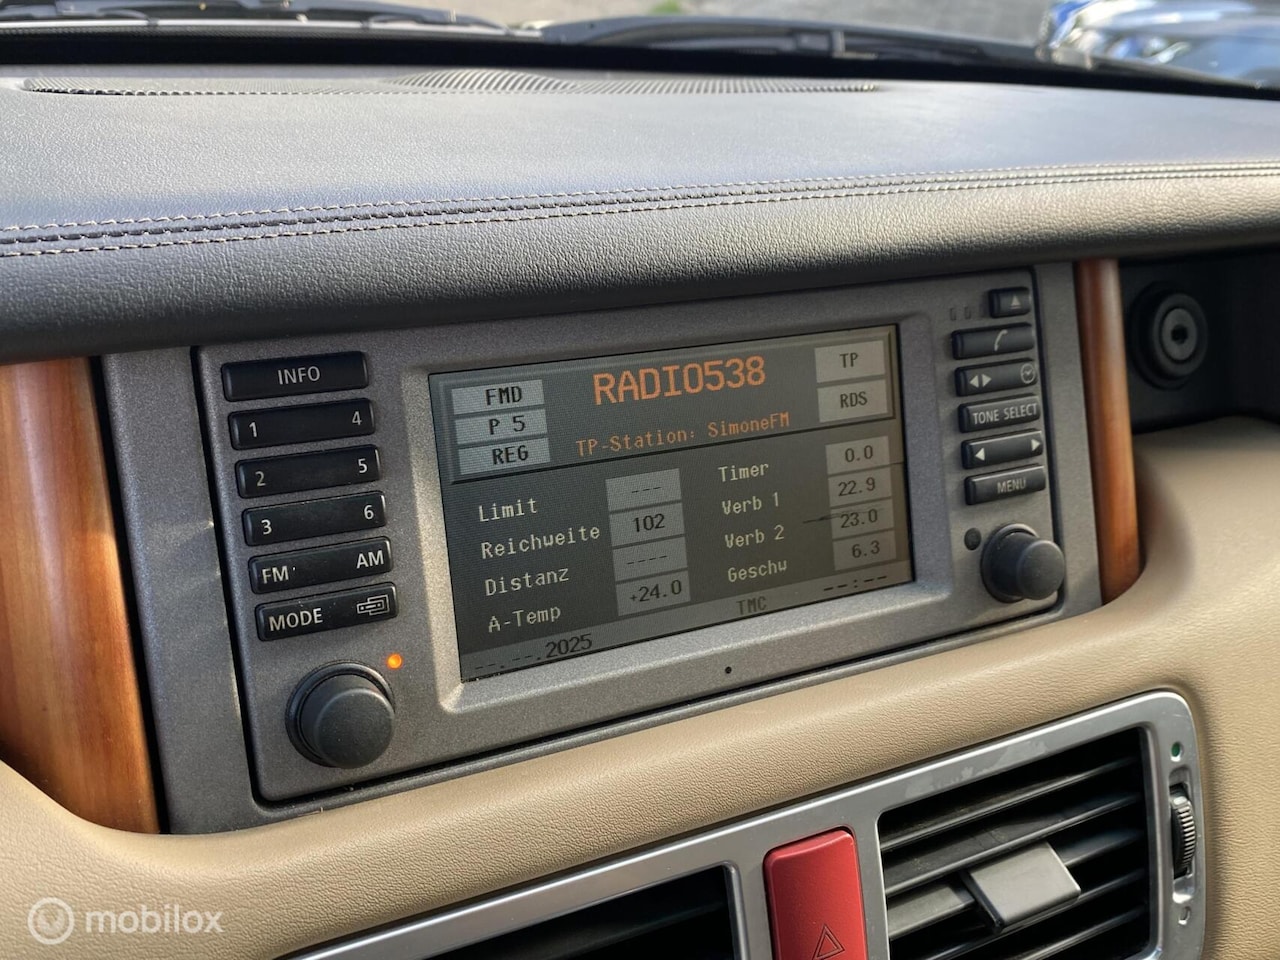 INFO
1 4
2 5
3 6
FM AM
MODE
FMD
P 5
REG
RADIO538
TP-Station: SimoneFM
TP
RDS
Limit ---
Reichweite 102
Distanz ---
A-Temp +24.0
Timer 0.0
Verb 1 22.9
Verb 2 23.0
Geschw 6.3
--.--.2025
TMC
--:--
TONE SELECT
MENU
mobilox